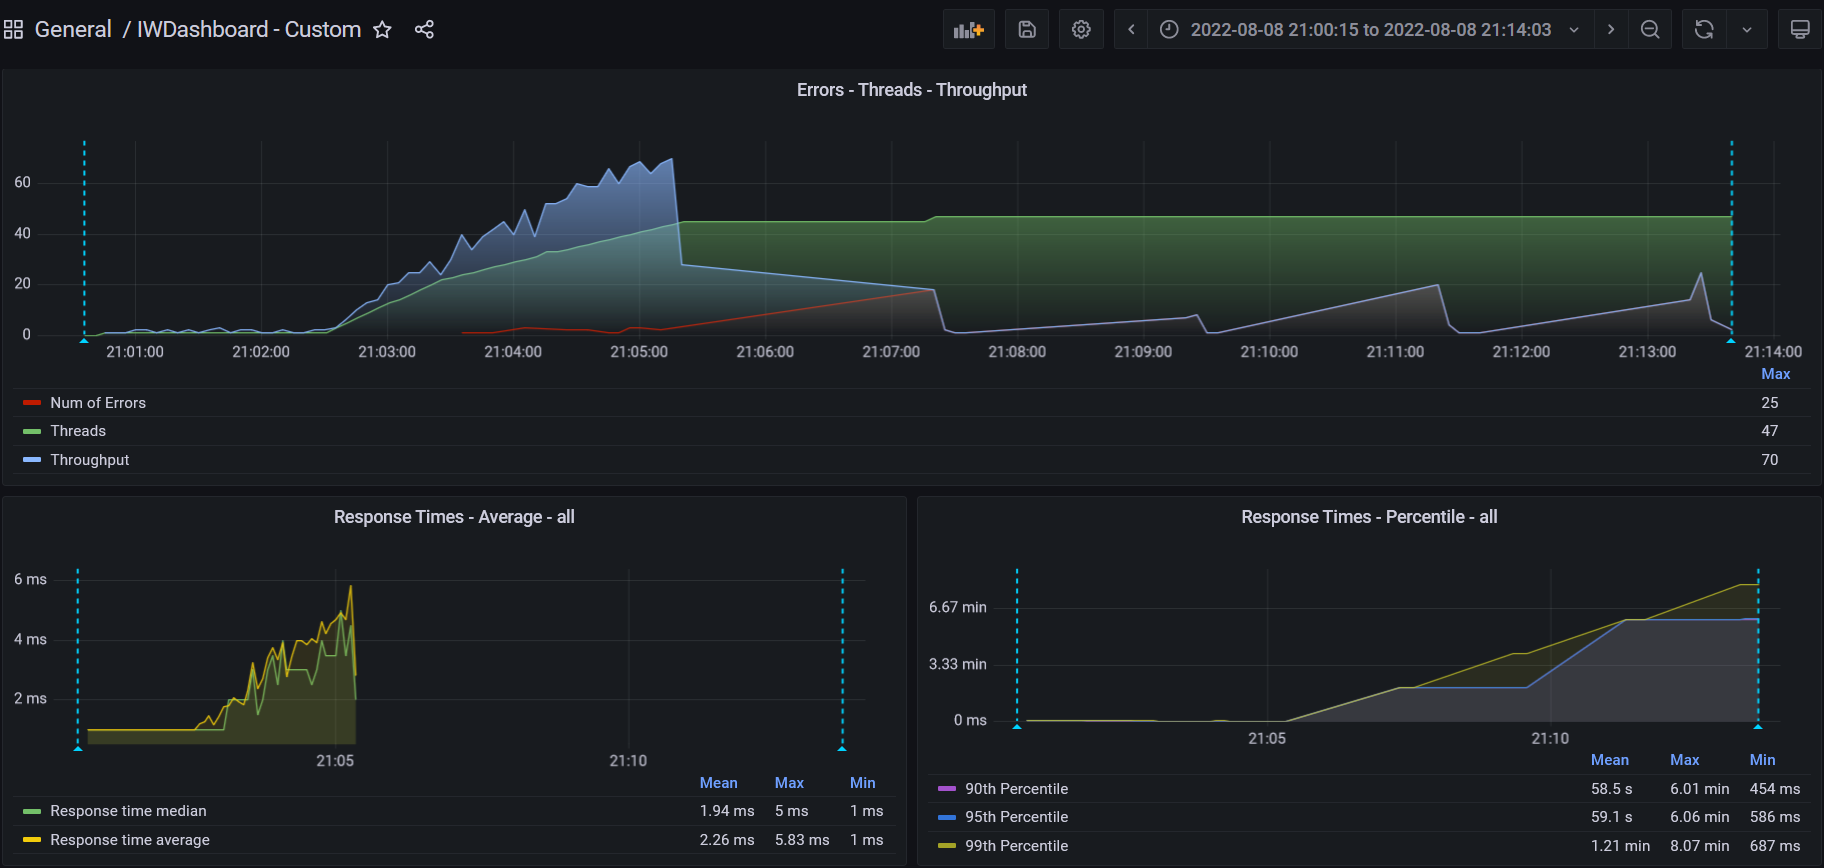 General / IWDashboard - Custom
2022-08-08 21:00:15 to 2022-08-08 21:14:03
Errors - Threads - Throughput
60
40
20
0
21:01:00 21:02:00 21:03:00 21:04:00 21:05:00 21:06:00 21:07:00 21:08:00 21:09:00 21:10:00 21:11:00 21:12:00 21:13:00 21:14:00
Max
Num of Errors 25
Threads 47
Throughput 70
Response Times - Average - all
6 ms
4 ms
2 ms
21:05 21:10
Mean Max Min
Response time median 1.94 ms 5 ms 1 ms
Response time average 2.26 ms 5.83 ms 1 ms
Response Times - Percentile - all
6.67 min
3.33 min
0 ms
21:05 21:10
Mean Max Min
90th Percentile 58.5 s 6.01 min 454 ms
95th Percentile 59.1 s 6.06 min 586 ms
99th Percentile 1.21 min 8.07 min 687 ms